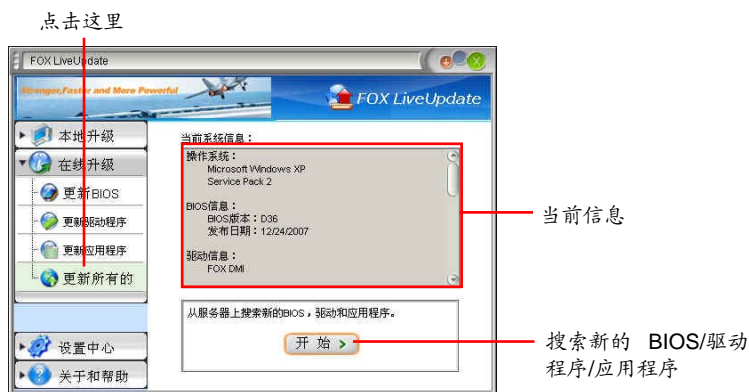 点击这里
FOX LiveUpdate
Stronger,Faster and More Powerful
FOX LiveUpdate
本地升级
在线升级
更新BIOS
更新驱动程序
更新应用程序
更新所有的
设置中心
关于和帮助
当前系统信息：
操作系统：
Microsoft Windows XP
Service Pack 2
BIOS信息：
BIOS版本：D36
发布日期：12/24/2007
驱动信息：
FOX DMI
从服务器上搜索新的BIOS，驱动和应用程序。
开 始
当前信息
搜索新的 BIOS/驱动
程序/应用程序